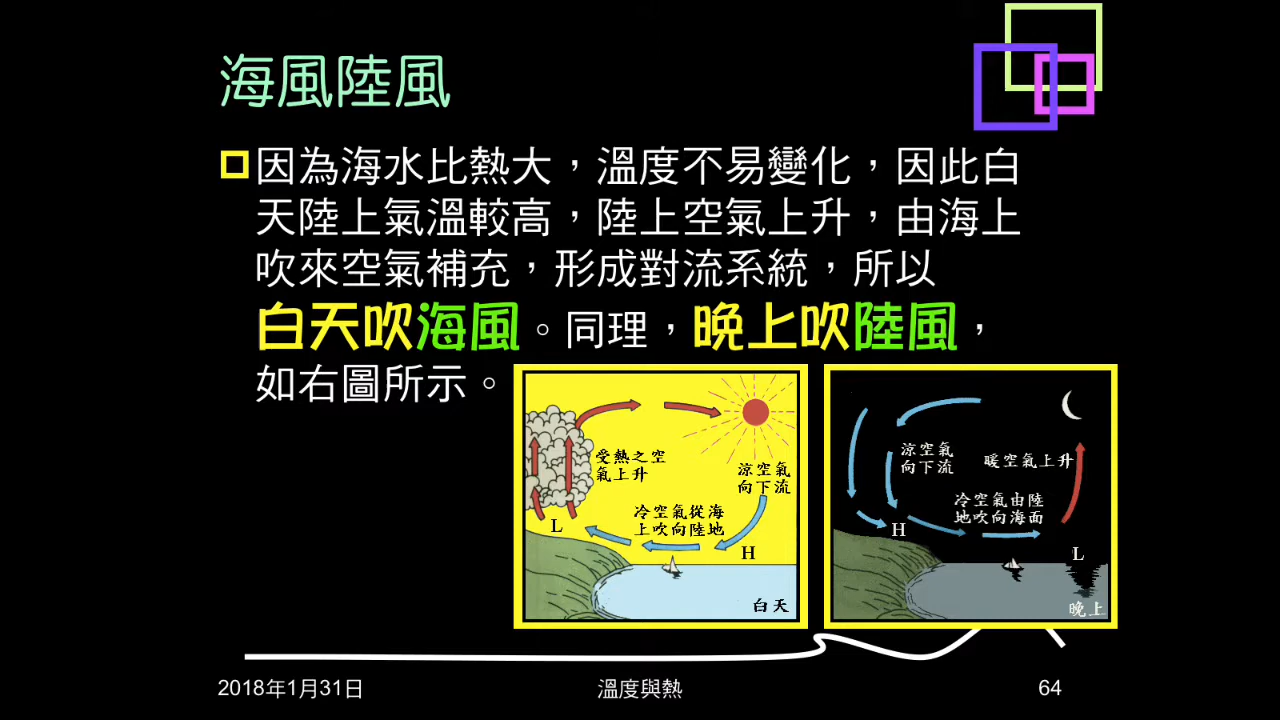 海風陸風
因為海水比熱大，溫度不易變化，因此白
天陸上氣溫較高，陸上空氣上升，由海上
吹來空氣補充，形成對流系統，所以
白天吹海風。同理，晚上吹陸風，
如右圖所示。
受熱之空
氣上升
涼空氣
向下流
冷空氣從海
上吹向陸地
L
H
白天
涼空氣
向下流
暖空氣上升
冷空氣由陸
地吹向海面
H
L
晚上
2018年1月31日
溫度與熱
64